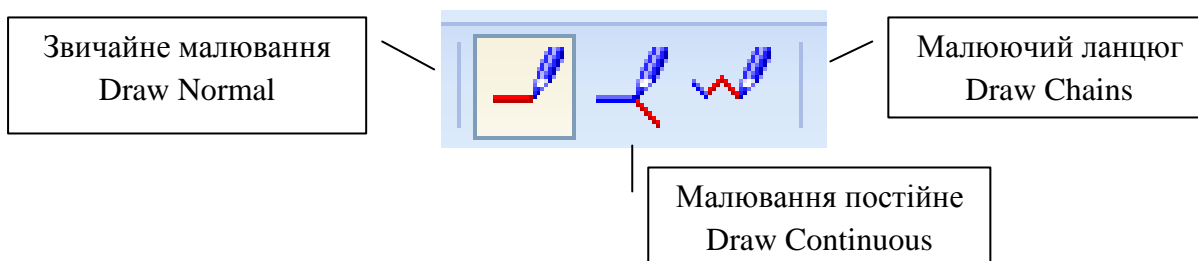 Звичайне малювання
Draw Normal
Малюючий ланцюг
Draw Chains
Малювання постійне
Draw Continuous